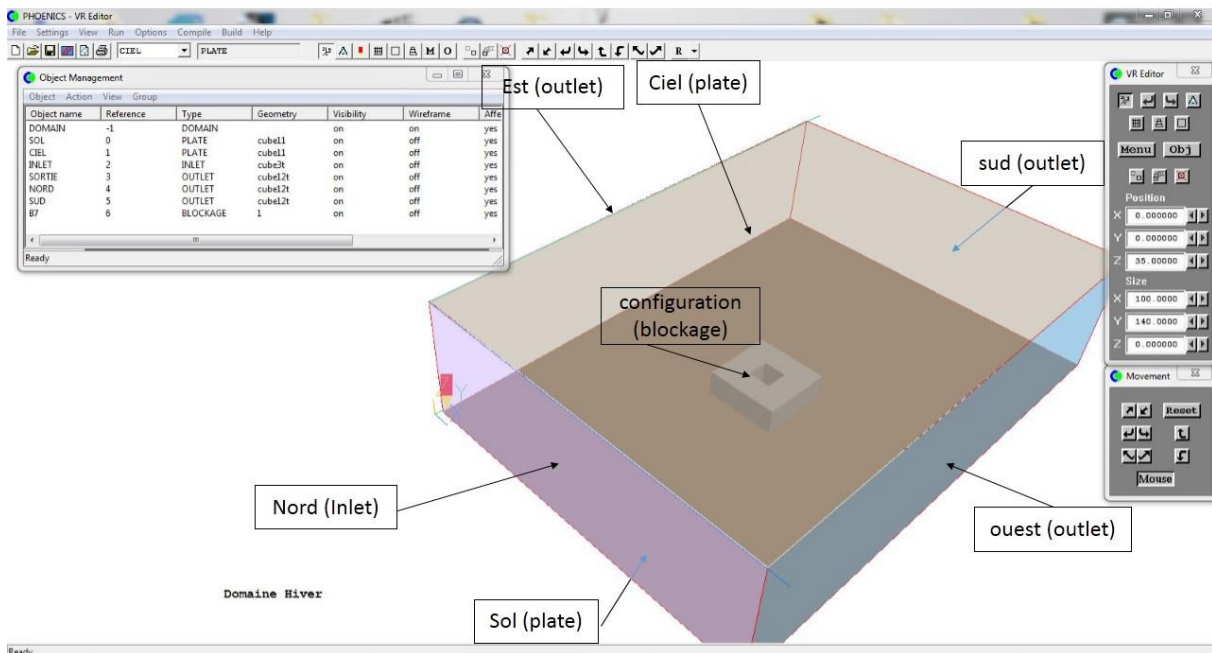 PHOENICS - VR Editor
File Settings View Run Options Compile Build Help
CIEL PLATE M O R
Object Management
Object Action View Group
Object name Reference Type Geometry Visibility Wireframe Affe
DOMAIN -1 DOMAIN on on yes
SOL 0 PLATE cube11 on off yes
CIEL 1 PLATE cube11 on off yes
INLET 2 INLET cube3t on off yes
SORTIE 3 OUTLET cube12t on off yes
NORD 4 OUTLET cube12t on off yes
SUD 5 OUTLET cube12t on off yes
B7 6 BLOCKAGE 1 on off yes
Ready
Est (outlet)
Ciel (plate)
sud (outlet)
configuration
(blockage)
Nord (Inlet)
ouest (outlet)
Sol (plate)
Domaine Hiver
Z
Y
VR Editor
Menu Obj
Position
X 0.000000
Y 0.000000
Z 35.00000
Size
X 100.0000
Y 140.0000
Z 0.000000
Movement
Reset
Mouse
Ready